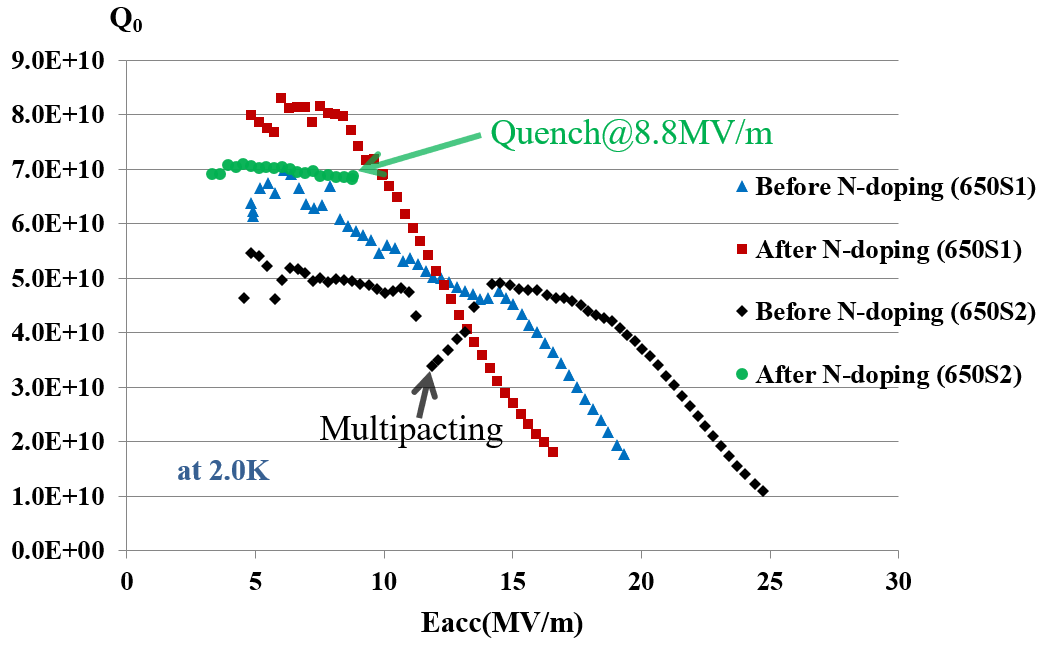 Q0
9.0E+10
8.0E+10
7.0E+10
6.0E+10
5.0E+10
4.0E+10
3.0E+10
2.0E+10
1.0E+10
0.0E+00
Quench@8.8MV/m
Before N-doping (650S1)
After N-doping (650S1)
Before N-doping (650S2)
After N-doping (650S2)
Multipacting
at 2.0K
0 5 10 15 20 25 30
Eacc(MV/m)